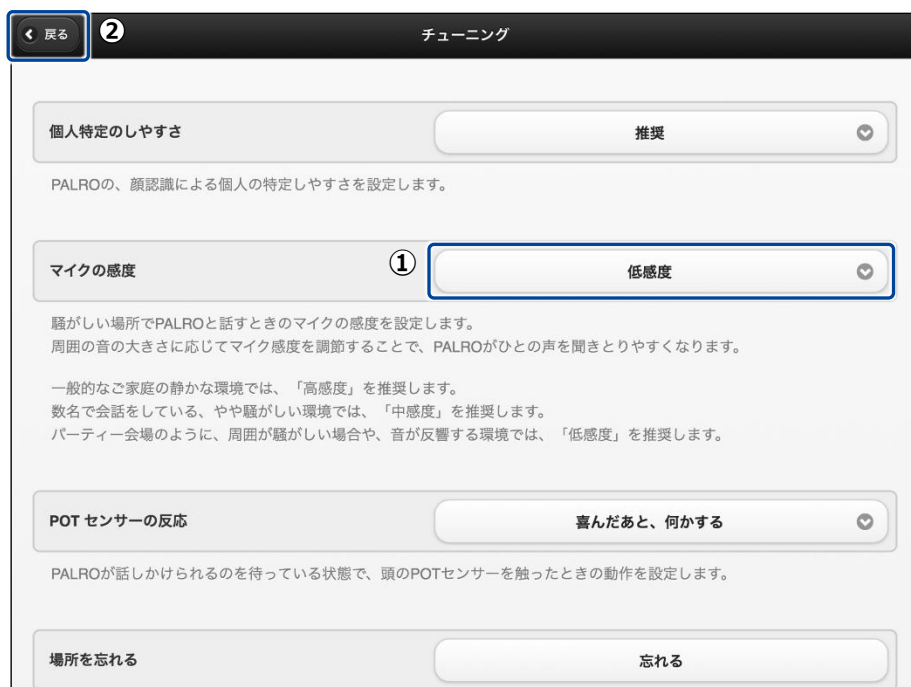 戻る ② チューニング
個人特定のしやすさ 推奨
PALROの、顔認識による個人の特定しやすさを設定します。
マイクの感度 ① 低感度
騒がしい場所でPALROと話すときのマイクの感度を設定します。
周囲の音の大きさに応じてマイク感度を調節することで、PALROがひとの声を聞きとりやすくなります。
一般的なご家庭の静かな環境では、「高感度」を推奨します。
数名で会話をしている、やや騒がしい環境では、「中感度」を推奨します。
パーティー会場のように、周囲が騒がしい場合や、音が反響する環境では、「低感度」を推奨します。
POT センサーの反応 喜んだあと、何かする
PALROが話しかけられるのを待っている状態で、頭のPOTセンサーを触ったときの動作を設定します。
場所を忘れる 忘れる